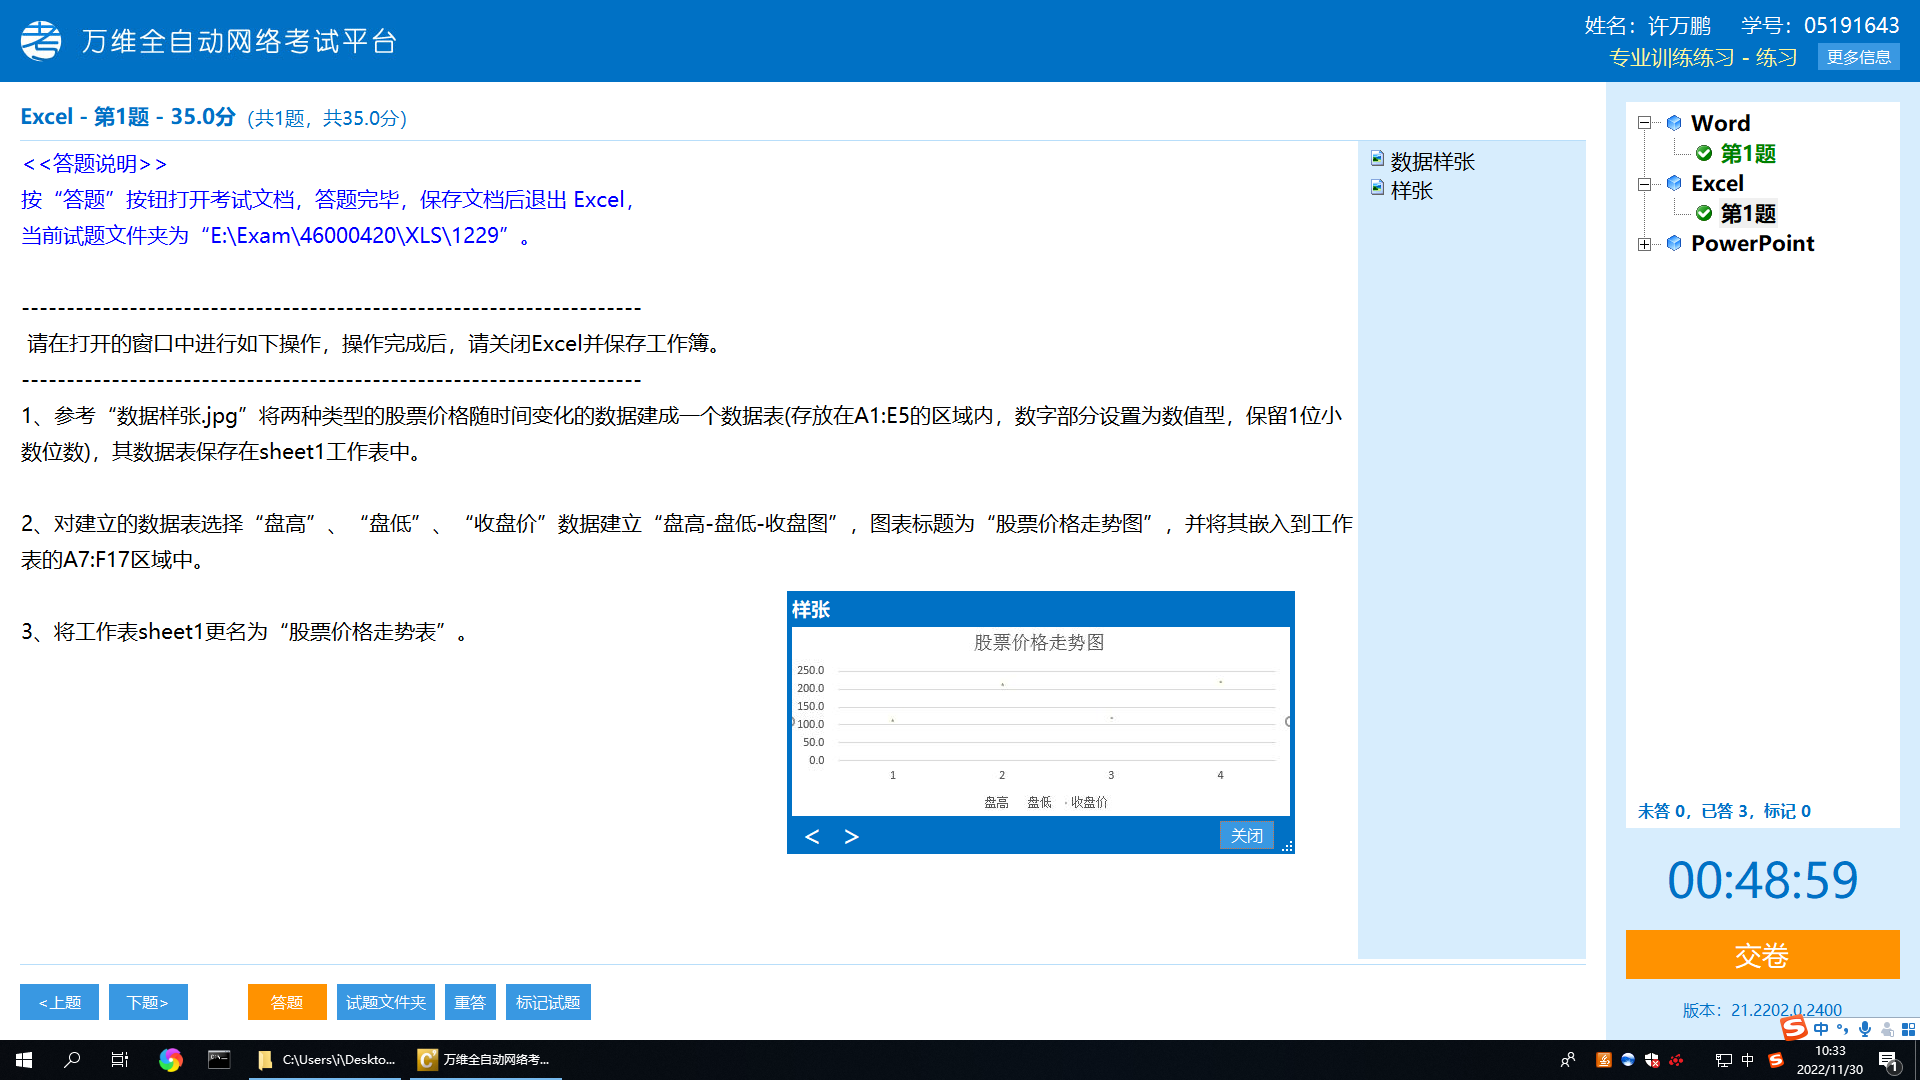 万维全自动网络考试平台
姓名：许万鹏 学号：05191643
专业训练练习 - 练习 更多信息
Excel - 第1题 - 35.0分 (共1题，共35.0分)
<<答题说明>>
按“答题”按钮打开考试文档，答题完毕，保存文档后退出 Excel，
当前试题文件夹为“E:\Exam\46000420\XLS\1229”。
----------------------------------------------------------------------
请在打开的窗口中进行如下操作，操作完成后，请关闭Excel并保存工作簿。
----------------------------------------------------------------------
1、参考“数据样张.jpg”将两种类型的股票价格随时间变化的数据建成一个数据表(存放在A1:E5的区域内，数字部分设置为数值型，保留1位小
数位数)，其数据表保存在sheet1工作表中。
2、对建立的数据表选择“盘高”、“盘低”、“收盘价”数据建立“盘高-盘低-收盘图”，图表标题为“股票价格走势图”，并将其嵌入到工作
表的A7:F17区域中。
3、将工作表sheet1更名为“股票价格走势表”。
数据样张
样张
样张
股票价格走势图
250.0
200.0
150.0
100.0
50.0
0.0
1 2 3 4
盘高 盘低 收盘价
< > 关闭
Word
第1题
Excel
第1题
PowerPoint
未答 0，已答 3，标记 0
00:48:59
交卷
版本：21.2202.0.2400
<上题 下题> 答题 试题文件夹 重答 标记试题
中
C:\Users\i\Deskto... 万维全自动网络考...
中
10:33
2022/11/30
1